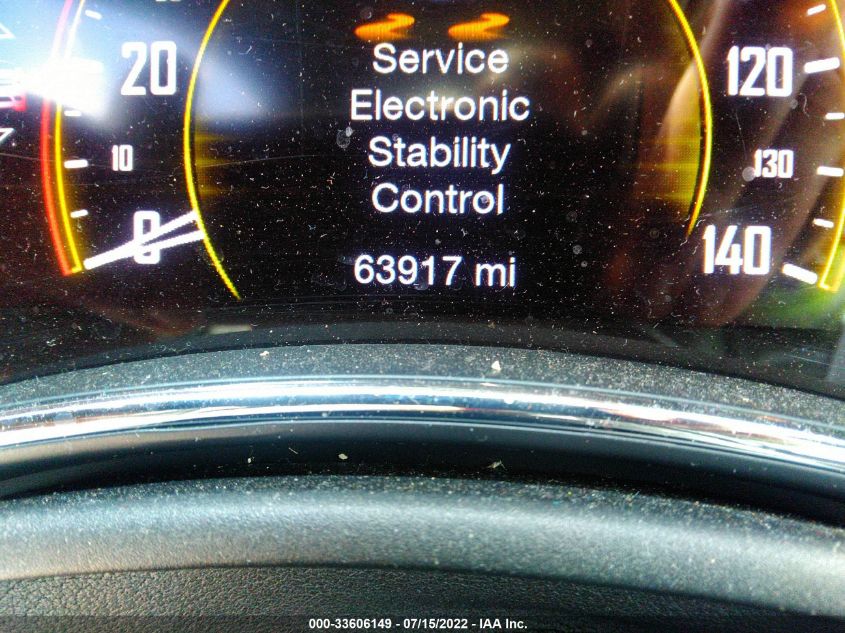 Service
Electronic
Stability
Control
63917 mi
20
10
0
120
130
140
000-33606149 - 07/15/2022 - IAA Inc.